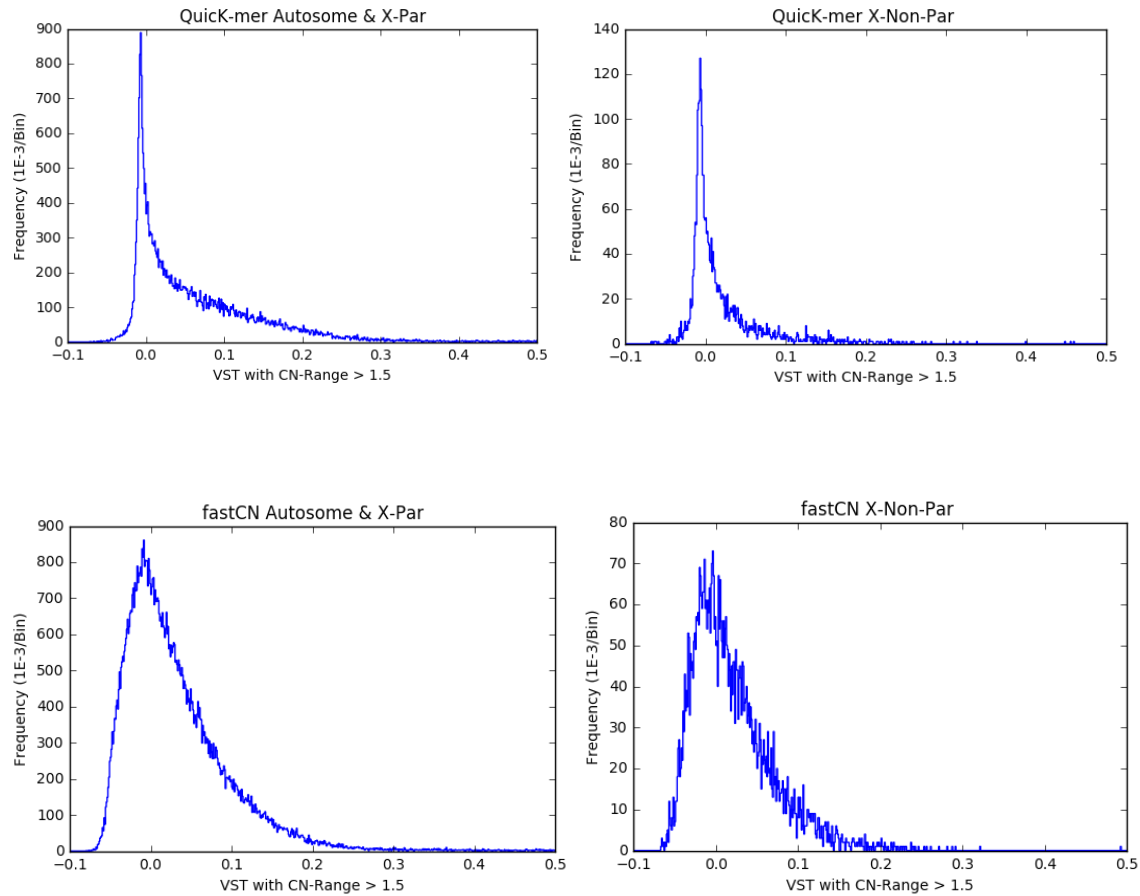 QuicK-mer Autosome & X-Par
900
800
700
600
500
400
300
200
100
0
Frequency (1E-3/Bin)
−0.1 0.0 0.1 0.2 0.3 0.4 0.5
VST with CN-Range > 1.5
QuicK-mer X-Non-Par
140
120
100
80
60
40
20
0
Frequency (1E-3/Bin)
−0.1 0.0 0.1 0.2 0.3 0.4 0.5
VST with CN-Range > 1.5
fastCN Autosome & X-Par
900
800
700
600
500
400
300
200
100
0
Frequency (1E-3/Bin)
−0.1 0.0 0.1 0.2 0.3 0.4 0.5
VST with CN-Range > 1.5
fastCN X-Non-Par
80
70
60
50
40
30
20
10
0
Frequency (1E-3/Bin)
−0.1 0.0 0.1 0.2 0.3 0.4 0.5
VST with CN-Range > 1.5